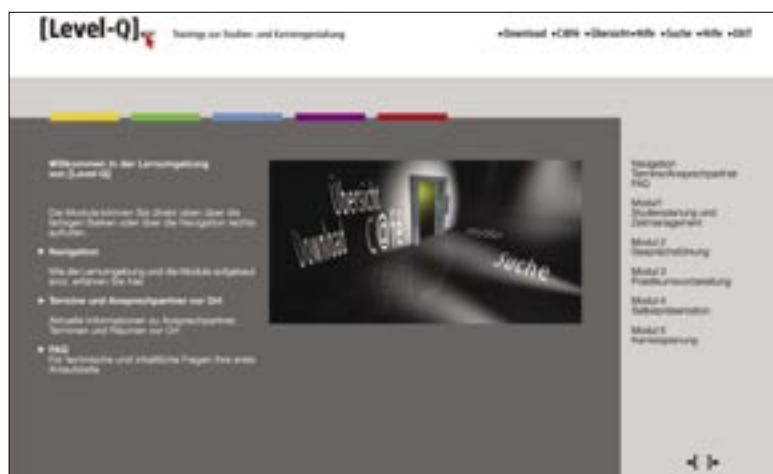 [Level-Q]
Trainings zur Studien- und Karrieregestaltung
Download C@fé Übersicht Hilfe Suche Hilfe EXIT
Willkommen in der Lernumgebung
von [Level-Q]
Die Module können Sie direkt oben über die
farbigen Balken oder über die Navigation rechts
aufrufen.
Navigation
Wie die Lernumgebung und die Module aufgebaut
sind, erfahren Sie hier
Termine und Ansprechpartner vor Ort
Aktuelle Informationen zu Ansprechpartner,
Terminen und Räumen vor Ort
FAQ
Für technische und inhaltliche Fragen Ihre erste
Anlaufstelle
Download
Übersicht
C@fé
Suche
Navigation
Termine/Ansprechpartner
FAQ
Modul1
Studienplanung und
Zeitmanagement
Modul 2
Gesprächsführung
Modul 3
Praktikumsvorbereitung
Modul 4
Selbstpräsentation
Modul 5
Karriereplanung